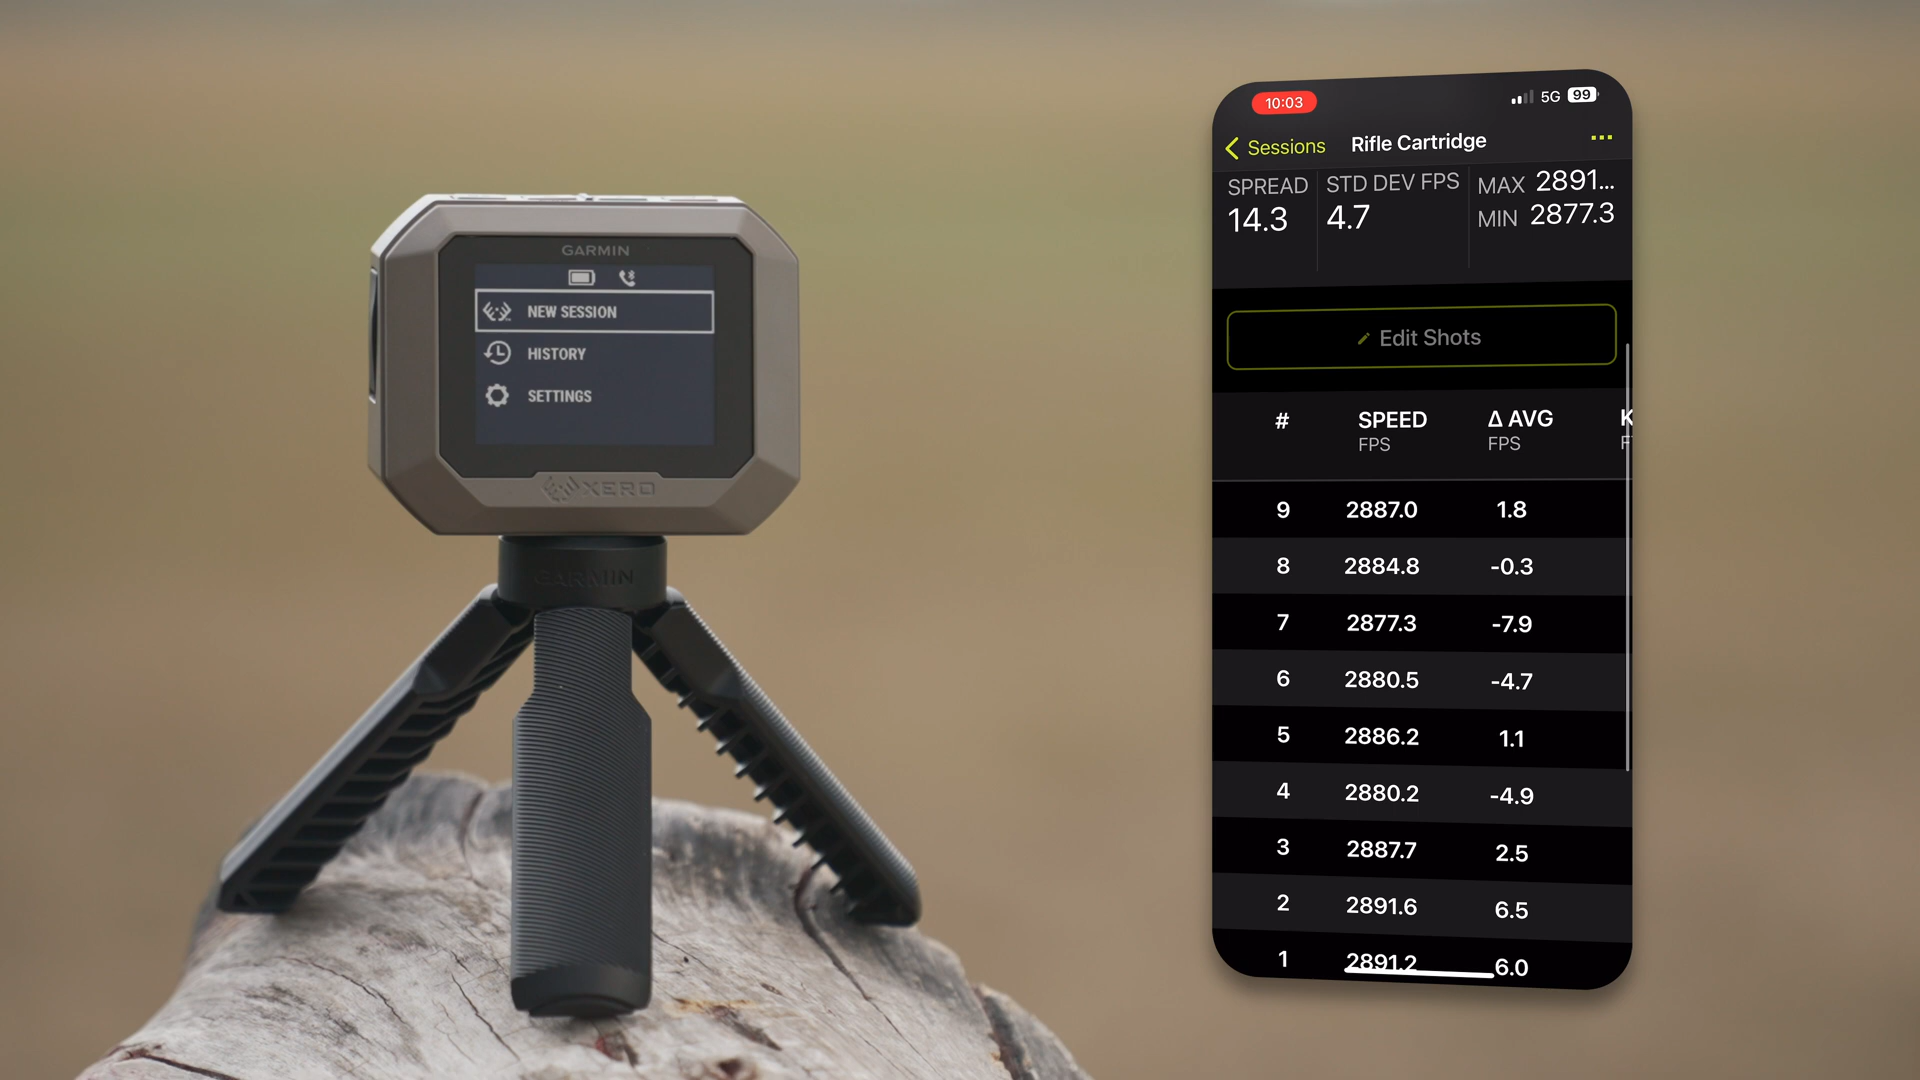 GARMIN
NEW SESSION
HISTORY
SETTINGS
XERO
GARMIN
10:03
5G 99
Sessions Rifle Cartridge ...
SPREAD STD DEV FPS MAX 2891...
14.3 4.7 MIN 2877.3
Edit Shots
# SPEED Δ AVG K
FPS FPS F
9 2887.0 1.8
8 2884.8 -0.3
7 2877.3 -7.9
6 2880.5 -4.7
5 2886.2 1.1
4 2880.2 -4.9
3 2887.7 2.5
2 2891.6 6.5
1 2891.2 6.0